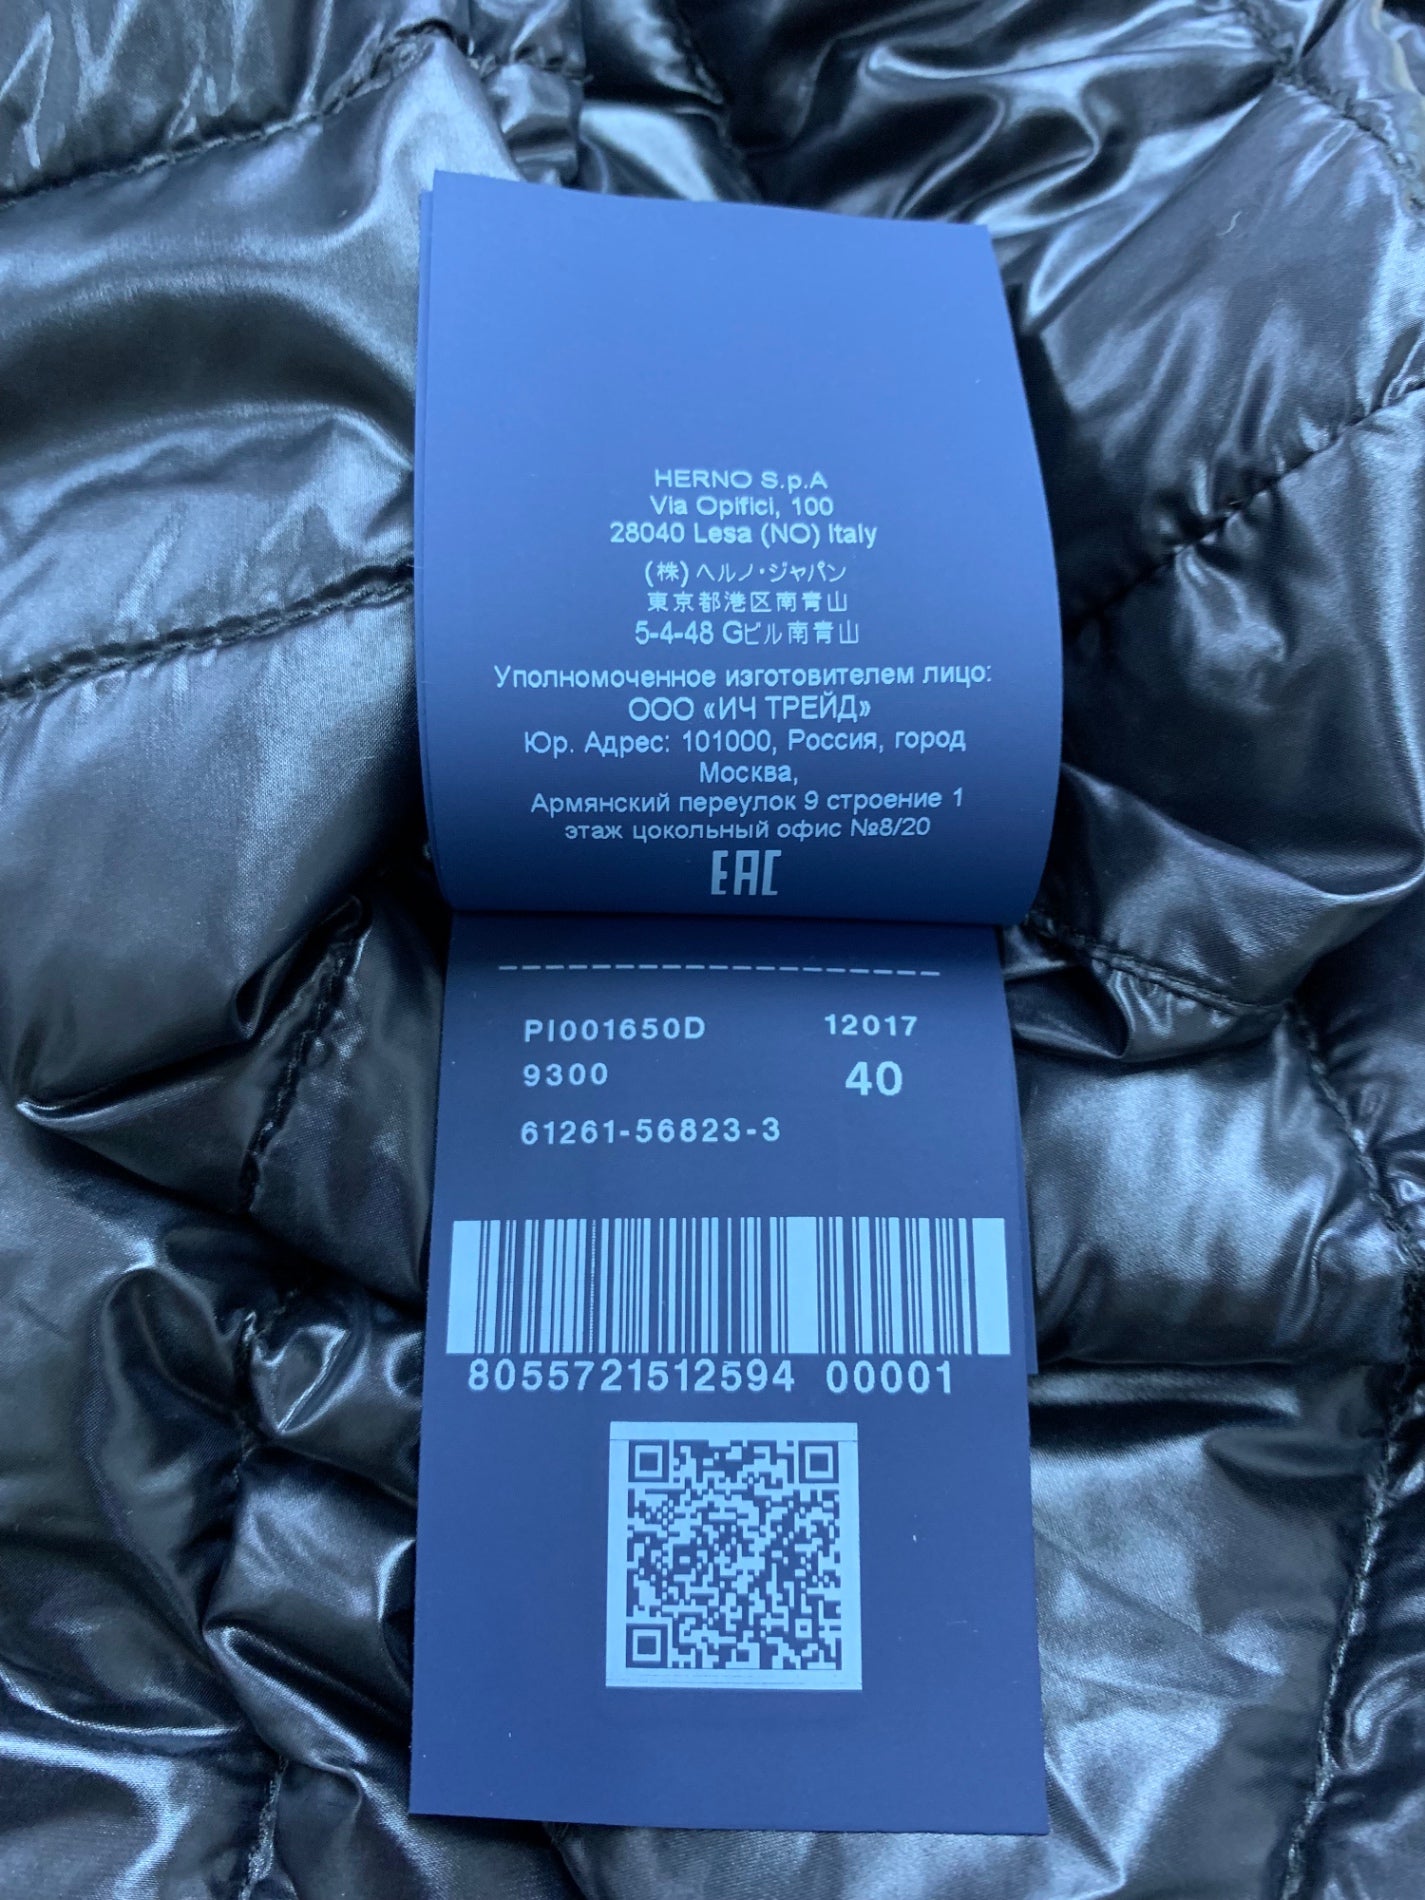 HERNO S.p.A
Via Opifici, 100
28040 Lesa (NO) Italy
(株) ヘルノ・ジャパン
東京都港区南青山
5-4-48 Gビル南青山
Уполномоченное изготовителем лицо:
ООО «ИЧ ТРЕЙД»
Юр. Адрес: 101000, Россия, город
Москва,
Армянский переулок 9 строение 1
этаж цокольный офис №8/20
EAC
PI001650D 12017
9300 40
61261-56823-3
8055721512594 00001